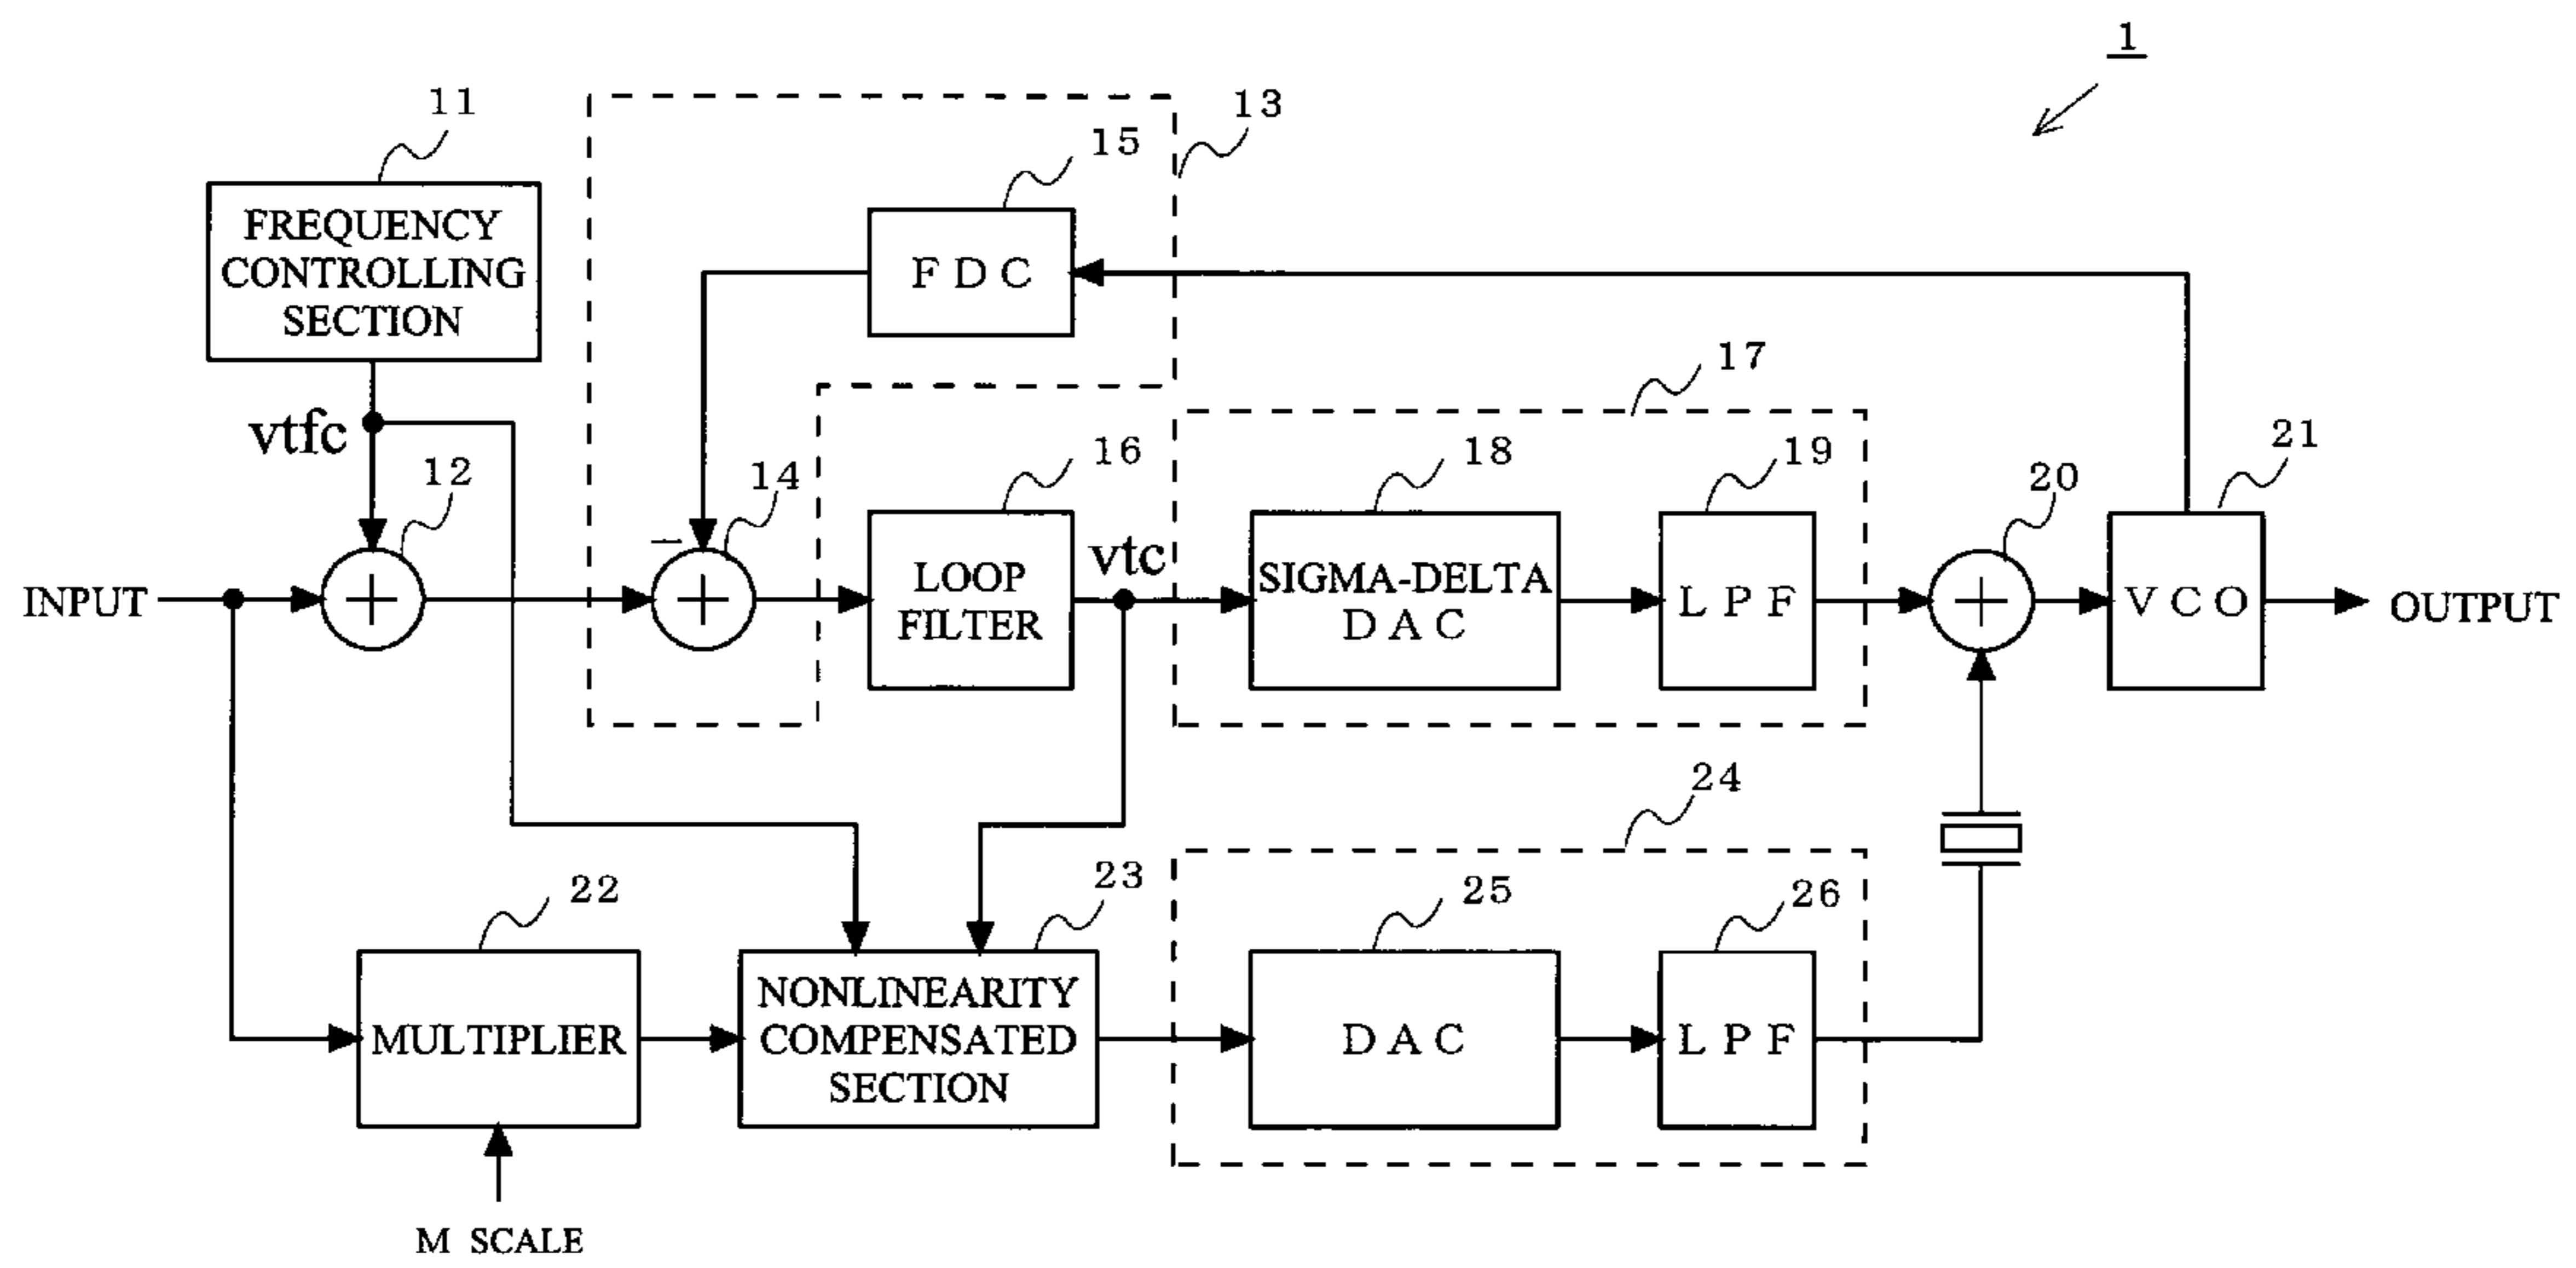 1
11
13
15
FREQUENCY
CONTROLLING
SECTION
F D C
17
vtfc
12
14
16
18
19
20
21
vtc
INPUT
LOOP
FILTER
SIGMA-DELTA
D A C
L P F
V C O
OUTPUT
24
22
23
25
26
MULTIPLIER
NONLINEARITY
COMPENSATED
SECTION
D A C
L P F
M SCALE